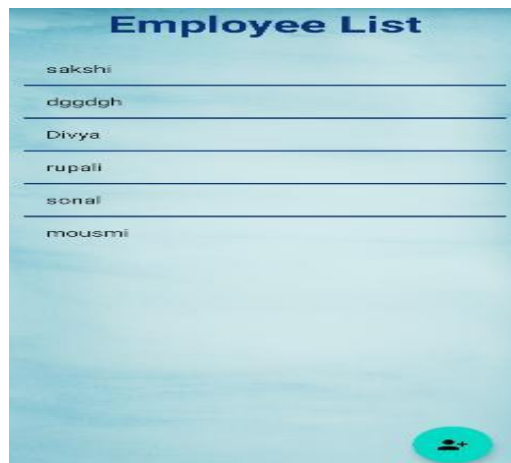 Employee List
sakshi
dggdgh
Divya
rupali
sonal
mousmi